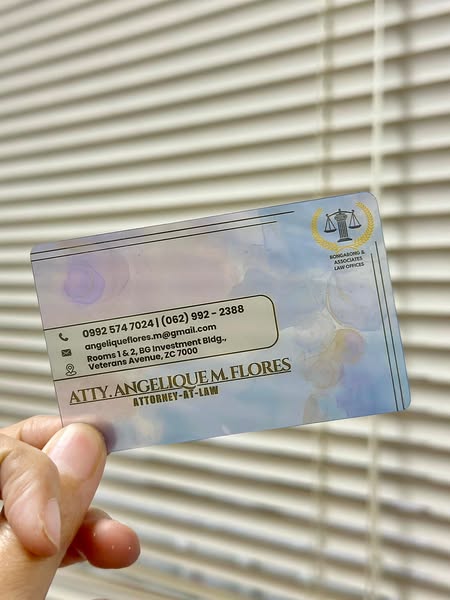 BONGABONG &
ASSOCIATES
LAW OFFICES
0992 574 7024 | (062) 992 - 2388
angeliqueflores.m@gmail.com
Rooms 1 & 2, BG Investment Bldg.,
Veterans Avenue, ZC 7000
ATTY. ANGELIQUE M. FLORES
ATTORNEY-AT-LAW